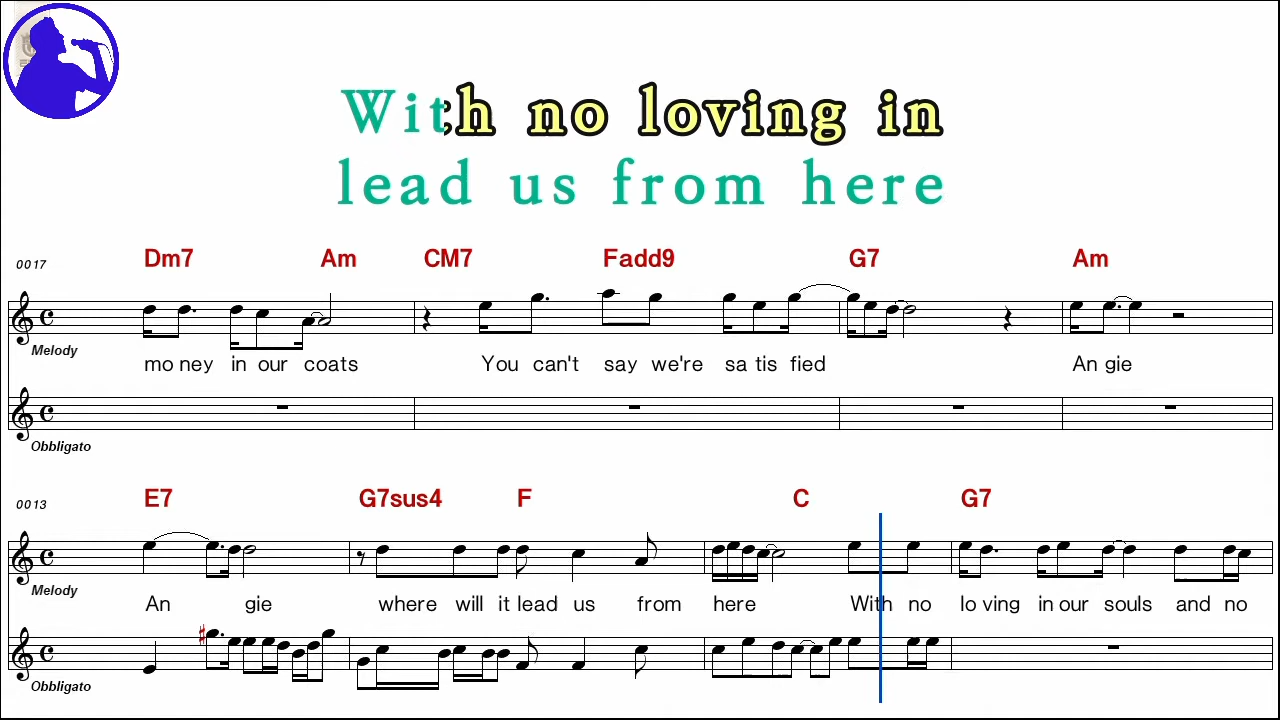 With no loving in
lead us from here
0017 Dm7 Am CM7 Fadd9 G7 Am
Melody
mo ney in our coats You can't say we're sa tis fied An gie
Obbligato
0013 E7 G7sus4 F C G7
Melody
An gie where will it lead us from here With no lo ving in our souls and no
Obbligato